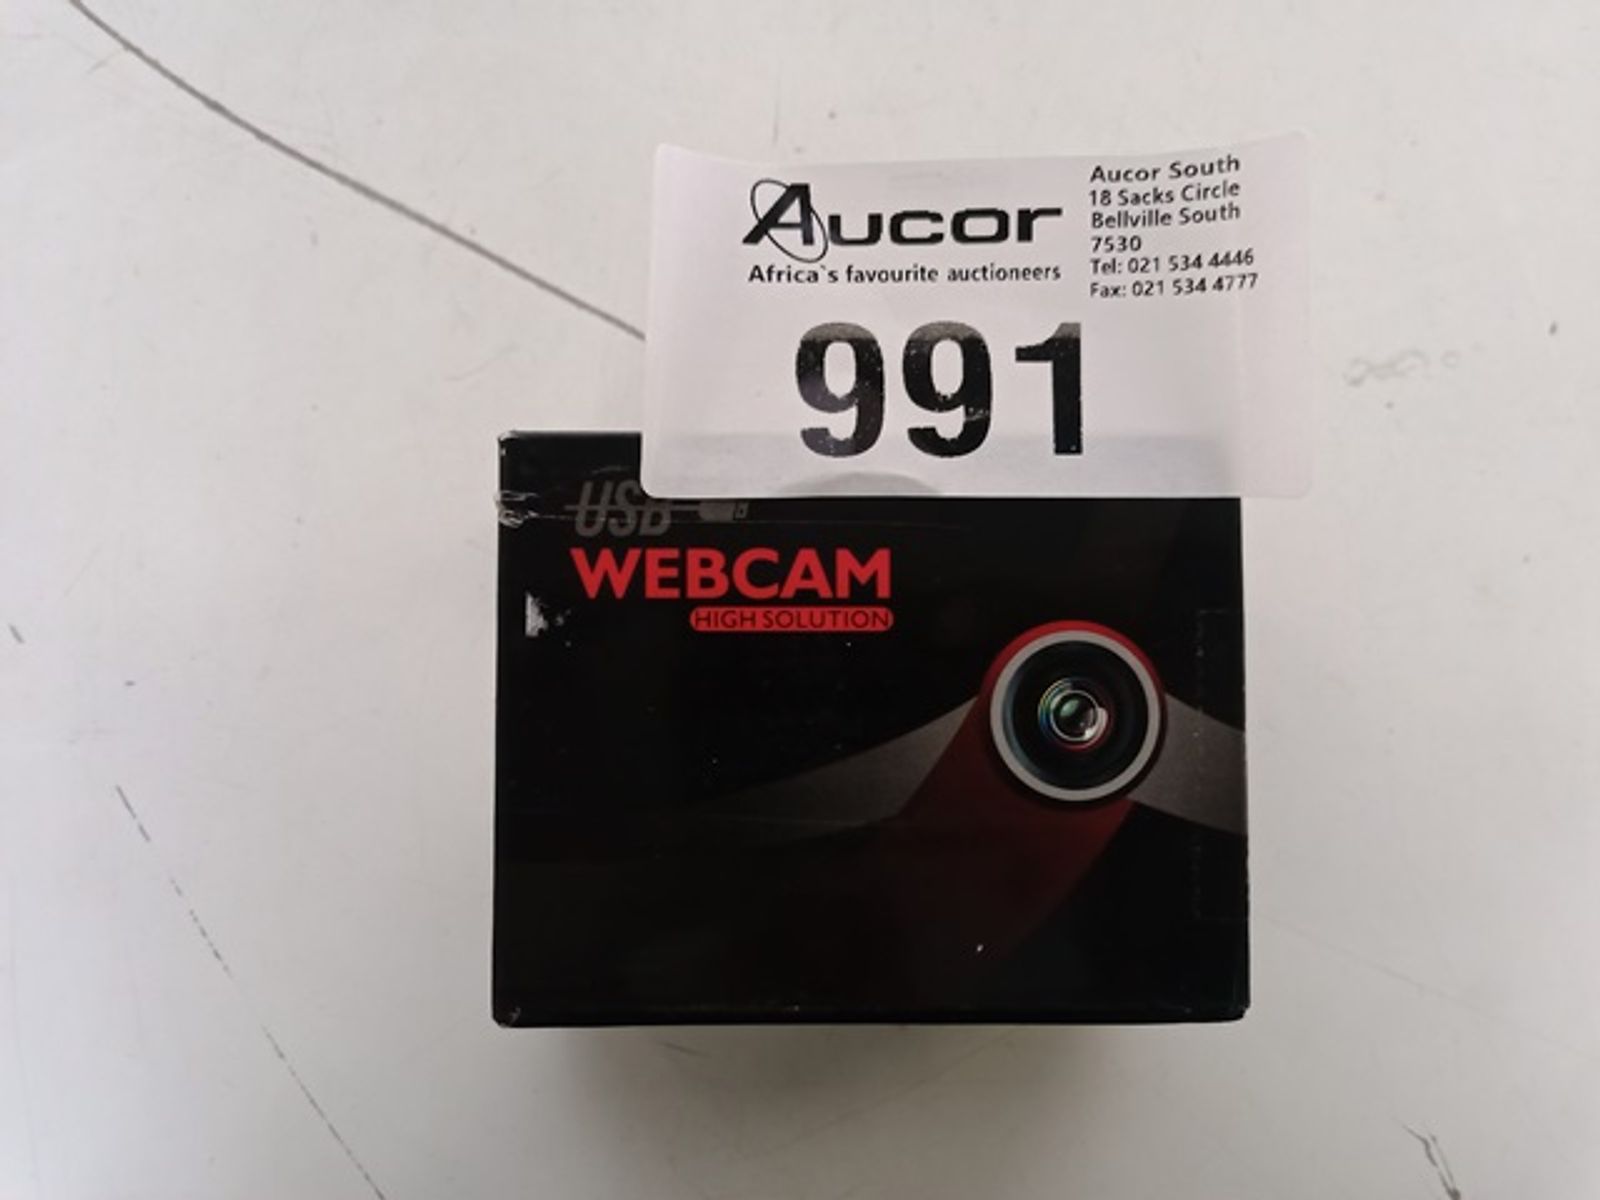 Aucor
Africa`s favourite auctioneers
Aucor South
18 Sacks Circle
Bellville South
7530
Tel: 021 534 4446
Fax: 021 534 4777
991
USB
WEBCAM
HIGH SOLUTION